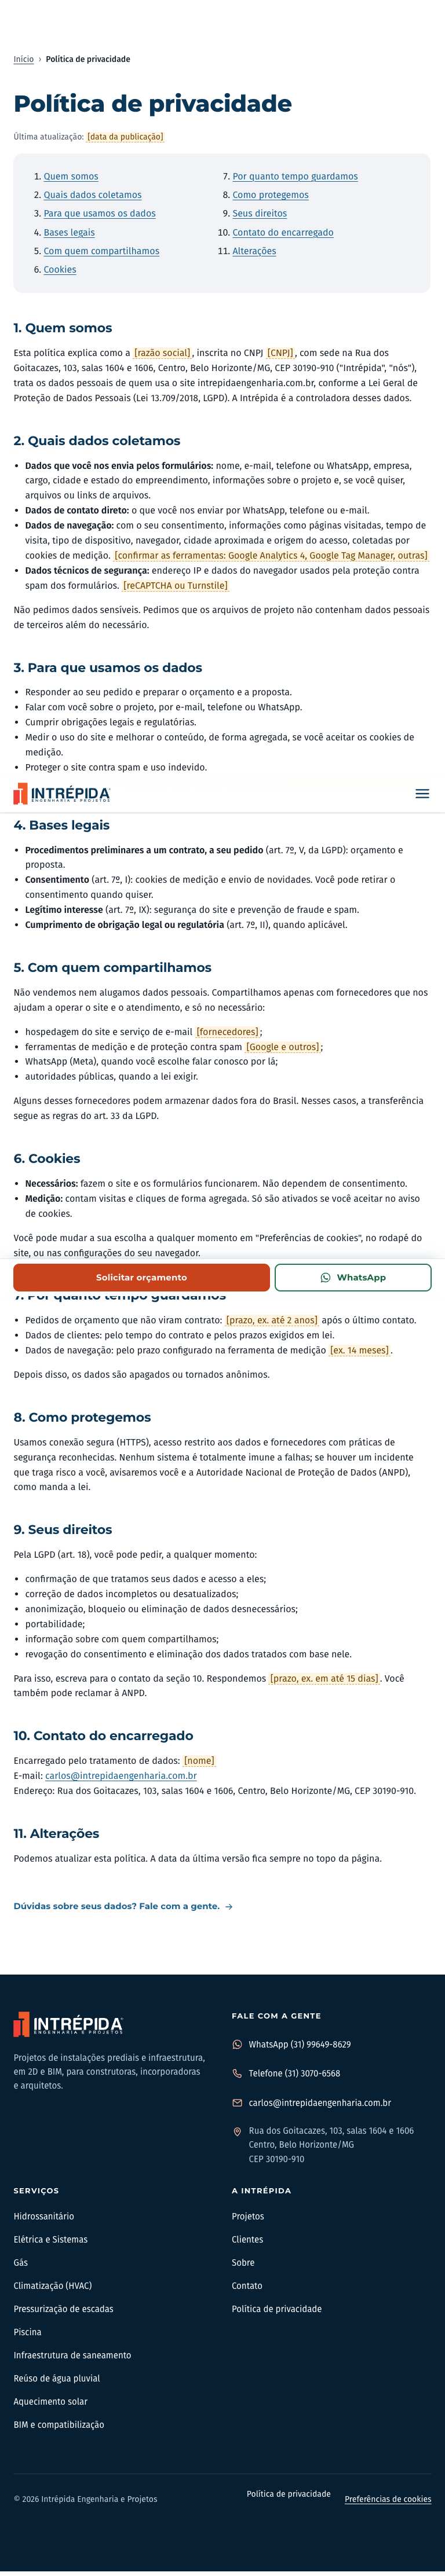 Início › Política de privacidade
Política de privacidade
Última atualização: [data da publicação]
1. Quem somos
2. Quais dados coletamos
3. Para que usamos os dados
4. Bases legais
5. Com quem compartilhamos
6. Cookies
7. Por quanto tempo guardamos
8. Como protegemos
9. Seus direitos
10. Contato do encarregado
11. Alterações
1. Quem somos
Esta política explica como a [razão social], inscrita no CNPJ [CNPJ], com sede na Rua dos
Goitacazes, 103, salas 1604 e 1606, Centro, Belo Horizonte/MG, CEP 30190-910 ("Intrépida", "nós"),
trata os dados pessoais de quem usa o site intrepidaengenharia.com.br, conforme a Lei Geral de
Proteção de Dados Pessoais (Lei 13.709/2018, LGPD). A Intrépida é a controladora desses dados.
2. Quais dados coletamos
• Dados que você nos envia pelos formulários: nome, e-mail, telefone ou WhatsApp, empresa,
cargo, cidade e estado do empreendimento, informações sobre o projeto e, se você quiser,
arquivos ou links de arquivos.
• Dados de contato direto: o que você nos enviar por WhatsApp, telefone ou e-mail.
• Dados de navegação: com o seu consentimento, informações como páginas visitadas, tempo de
visita, tipo de dispositivo, navegador, cidade aproximada e origem do acesso, coletadas por
cookies de medição. [confirmar as ferramentas: Google Analytics 4, Google Tag Manager, outras]
• Dados técnicos de segurança: endereço IP e dados do navegador usados pela proteção contra
spam dos formulários. [reCAPTCHA ou Turnstile]
Não pedimos dados sensíveis. Pedimos que os arquivos de projeto não contenham dados pessoais
de terceiros além do necessário.
3. Para que usamos os dados
• Responder ao seu pedido e preparar o orçamento e a proposta.
• Falar com você sobre o projeto, por e-mail, telefone ou WhatsApp.
• Cumprir obrigações legais e regulatórias.
• Medir o uso do site e melhorar o conteúdo, de forma agregada, se você aceitar os cookies de
medição.
• Proteger o site contra spam e uso indevido.
INTRÉPIDA
ENGENHARIA E PROJETOS
4. Bases legais
• Procedimentos preliminares a um contrato, a seu pedido (art. 7º, V, da LGPD): orçamento e
proposta.
• Consentimento (art. 7º, I): cookies de medição e envio de novidades. Você pode retirar o
consentimento quando quiser.
• Legítimo interesse (art. 7º, IX): segurança do site e prevenção de fraude e spam.
• Cumprimento de obrigação legal ou regulatória (art. 7º, II), quando aplicável.
5. Com quem compartilhamos
Não vendemos nem alugamos dados pessoais. Compartilhamos apenas com fornecedores que nos
ajudam a operar o site e o atendimento, e só no necessário:
• hospedagem do site e serviço de e-mail [fornecedores];
• ferramentas de medição e de proteção contra spam [Google e outros];
• WhatsApp (Meta), quando você escolhe falar conosco por lá;
• autoridades públicas, quando a lei exigir.
Alguns desses fornecedores podem armazenar dados fora do Brasil. Nesses casos, a transferência
segue as regras do art. 33 da LGPD.
6. Cookies
• Necessários: fazem o site e os formulários funcionarem. Não dependem de consentimento.
• Medição: contam visitas e cliques de forma agregada. Só são ativados se você aceitar no aviso
de cookies.
Você pode mudar a sua escolha a qualquer momento em "Preferências de cookies", no rodapé do
site, ou nas configurações do seu navegador.
Solicitar orçamento
WhatsApp
7. Por quanto tempo guardamos
• Pedidos de orçamento que não viram contrato: [prazo, ex. até 2 anos] após o último contato.
• Dados de clientes: pelo tempo do contrato e pelos prazos exigidos em lei.
• Dados de navegação: pelo prazo configurado na ferramenta de medição [ex. 14 meses].
Depois disso, os dados são apagados ou tornados anônimos.
8. Como protegemos
Usamos conexão segura (HTTPS), acesso restrito aos dados e fornecedores com práticas de
segurança reconhecidas. Nenhum sistema é totalmente imune a falhas; se houver um incidente
que traga risco a você, avisaremos você e a Autoridade Nacional de Proteção de Dados (ANPD),
como manda a lei.
9. Seus direitos
Pela LGPD (art. 18), você pode pedir, a qualquer momento:
• confirmação de que tratamos seus dados e acesso a eles;
• correção de dados incompletos ou desatualizados;
• anonimização, bloqueio ou eliminação de dados desnecessários;
• portabilidade;
• informação sobre com quem compartilhamos;
• revogação do consentimento e eliminação dos dados tratados com base nele.
Para isso, escreva para o contato da seção 10. Respondemos [prazo, ex. em até 15 dias]. Você
também pode reclamar à ANPD.
10. Contato do encarregado
Encarregado pelo tratamento de dados: [nome]
E-mail: carlos@intrepidaengenharia.com.br
Endereço: Rua dos Goitacazes, 103, salas 1604 e 1606, Centro, Belo Horizonte/MG, CEP 30190-910.
11. Alterações
Podemos atualizar esta política. A data da última versão fica sempre no topo da página.
Dúvidas sobre seus dados? Fale com a gente. →
INTRÉPIDA
ENGENHARIA E PROJETOS
Projetos de instalações prediais e infraestrutura,
em 2D e BIM, para construtoras, incorporadoras
e arquitetos.
FALE COM A GENTE
WhatsApp (31) 99649-8629
Telefone (31) 3070-6568
carlos@intrepidaengenharia.com.br
Rua dos Goitacazes, 103, salas 1604 e 1606
Centro, Belo Horizonte/MG
CEP 30190-910
SERVIÇOS
Hidrossanitário
Elétrica e Sistemas
Gás
Climatização (HVAC)
Pressurização de escadas
Piscina
Infraestrutura de saneamento
Reúso de água pluvial
Aquecimento solar
BIM e compatibilização
A INTRÉPIDA
Projetos
Clientes
Sobre
Contato
Política de privacidade
© 2026 Intrépida Engenharia e Projetos
Política de privacidade
Preferências de cookies